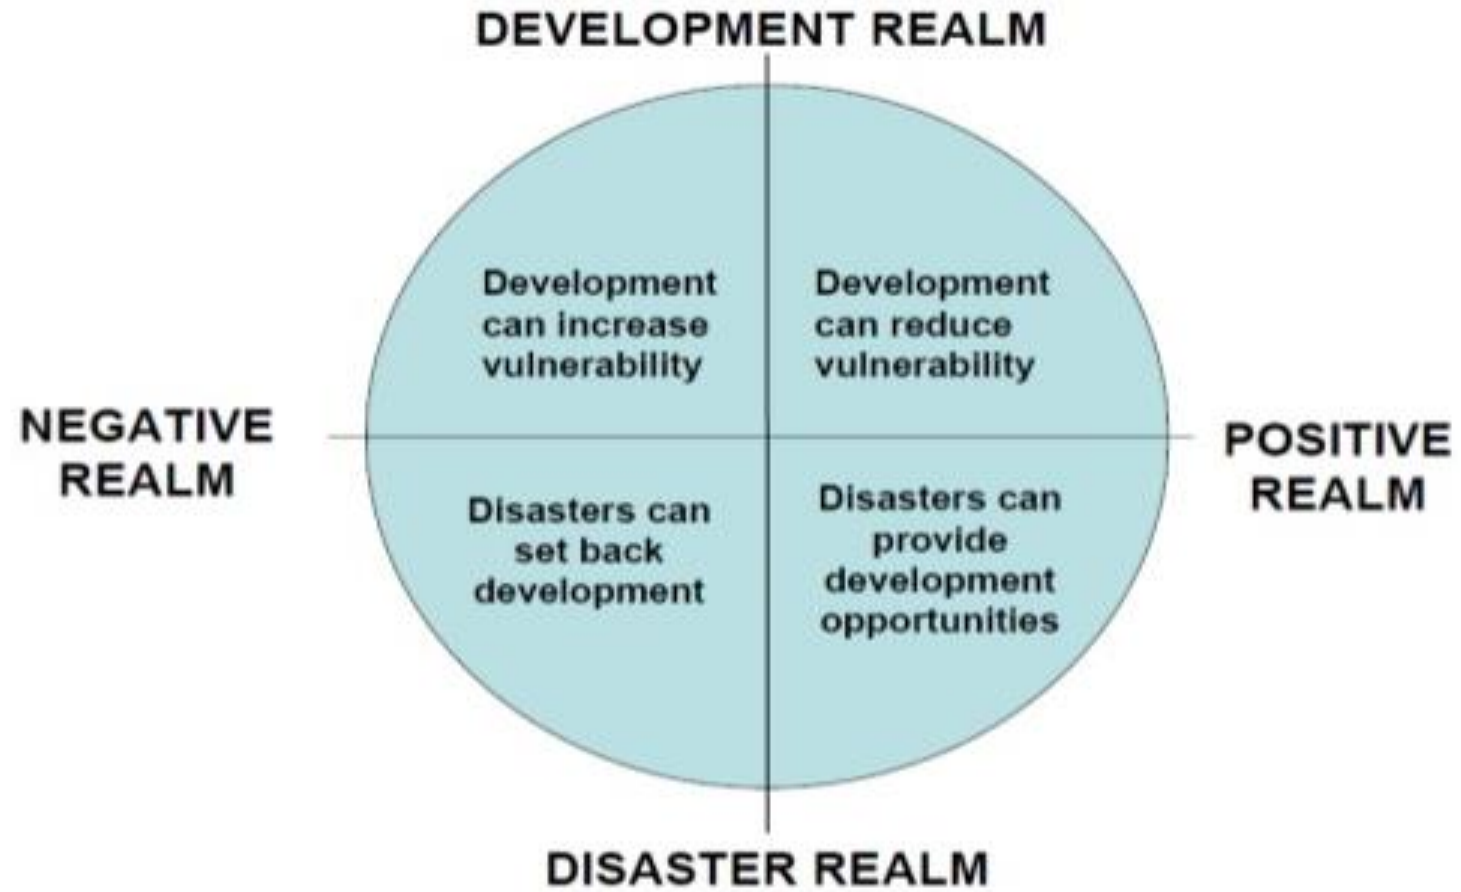 DEVELOPMENT REALM
Development
can increase
vulnerability
Development
can reduce
vulnerability
NEGATIVE
REALM
POSITIVE
REALM
Disasters can
set back
development
Disasters can
provide
development
opportunities
DISASTER REALM